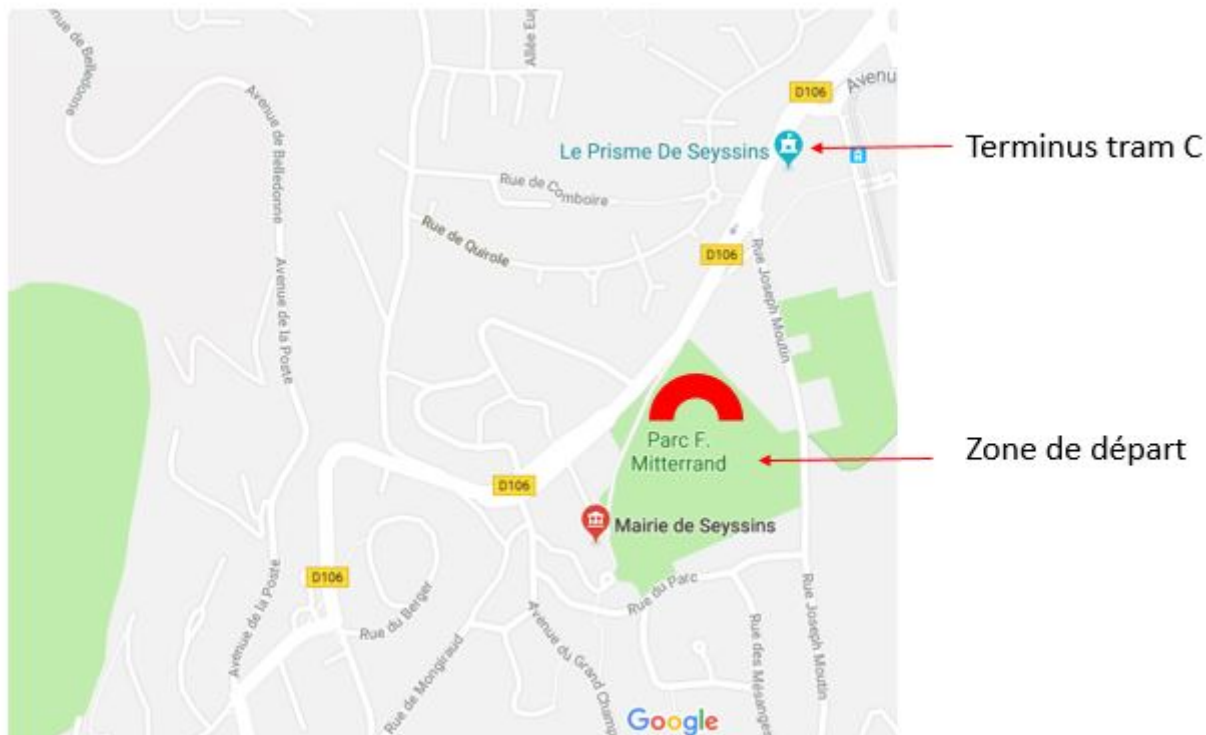 nue de Belledonne
Allée Eug
D106
Avenu
Avenue de Belledonne
Le Prisme De Seyssins
Terminus tram C
Rue de Comboire
Rue de Quirole
D106
Rue Joseph Moutin
Avenue de la Poste
Parc F.
Mitterrand
Zone de départ
D106
Mairie de Seyssins
D106
Avenue de la Poste
Rue du Berger
Rue du Parc
Rue Joseph Moutin
Rue de Mongiraud
Avenue du Grand Champ
Rue des Mésanges
Google